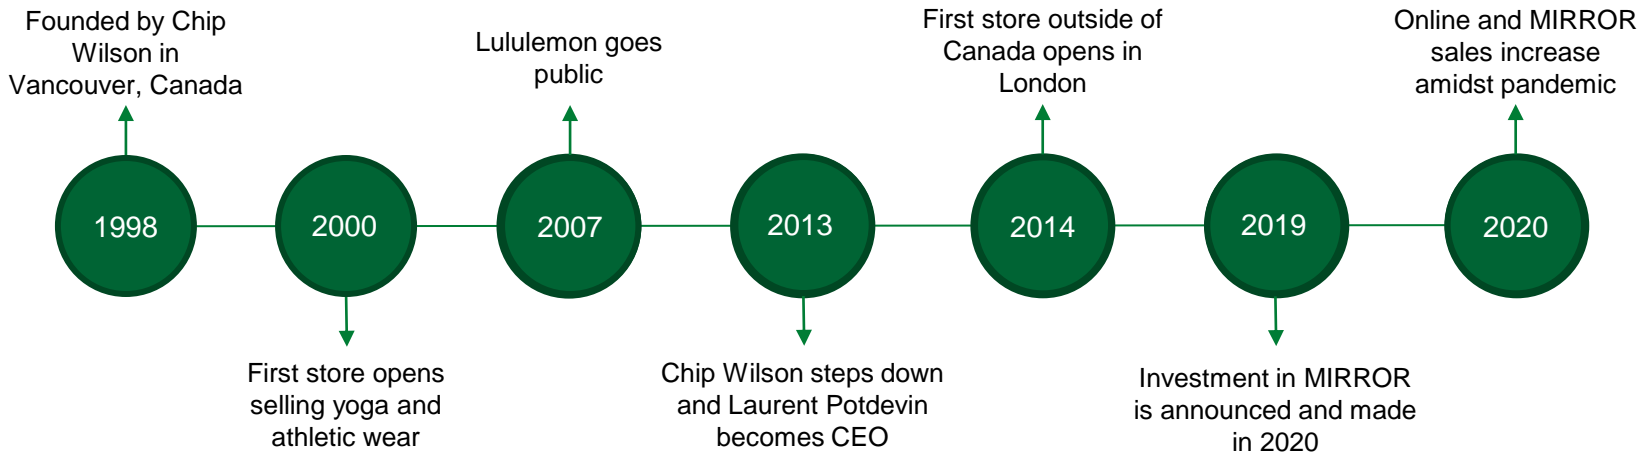 Founded by Chip
Wilson in
Vancouver, Canada
1998
2000
First store opens
selling yoga and
athletic wear
Lululemon goes
public
2007
2013
Chip Wilson steps down
and Laurent Potdevin
becomes CEO
First store outside of
Canada opens in
London
2014
2019
Investment in MIRROR
is announced and made
in 2020
Online and MIRROR
sales increase
amidst pandemic
2020